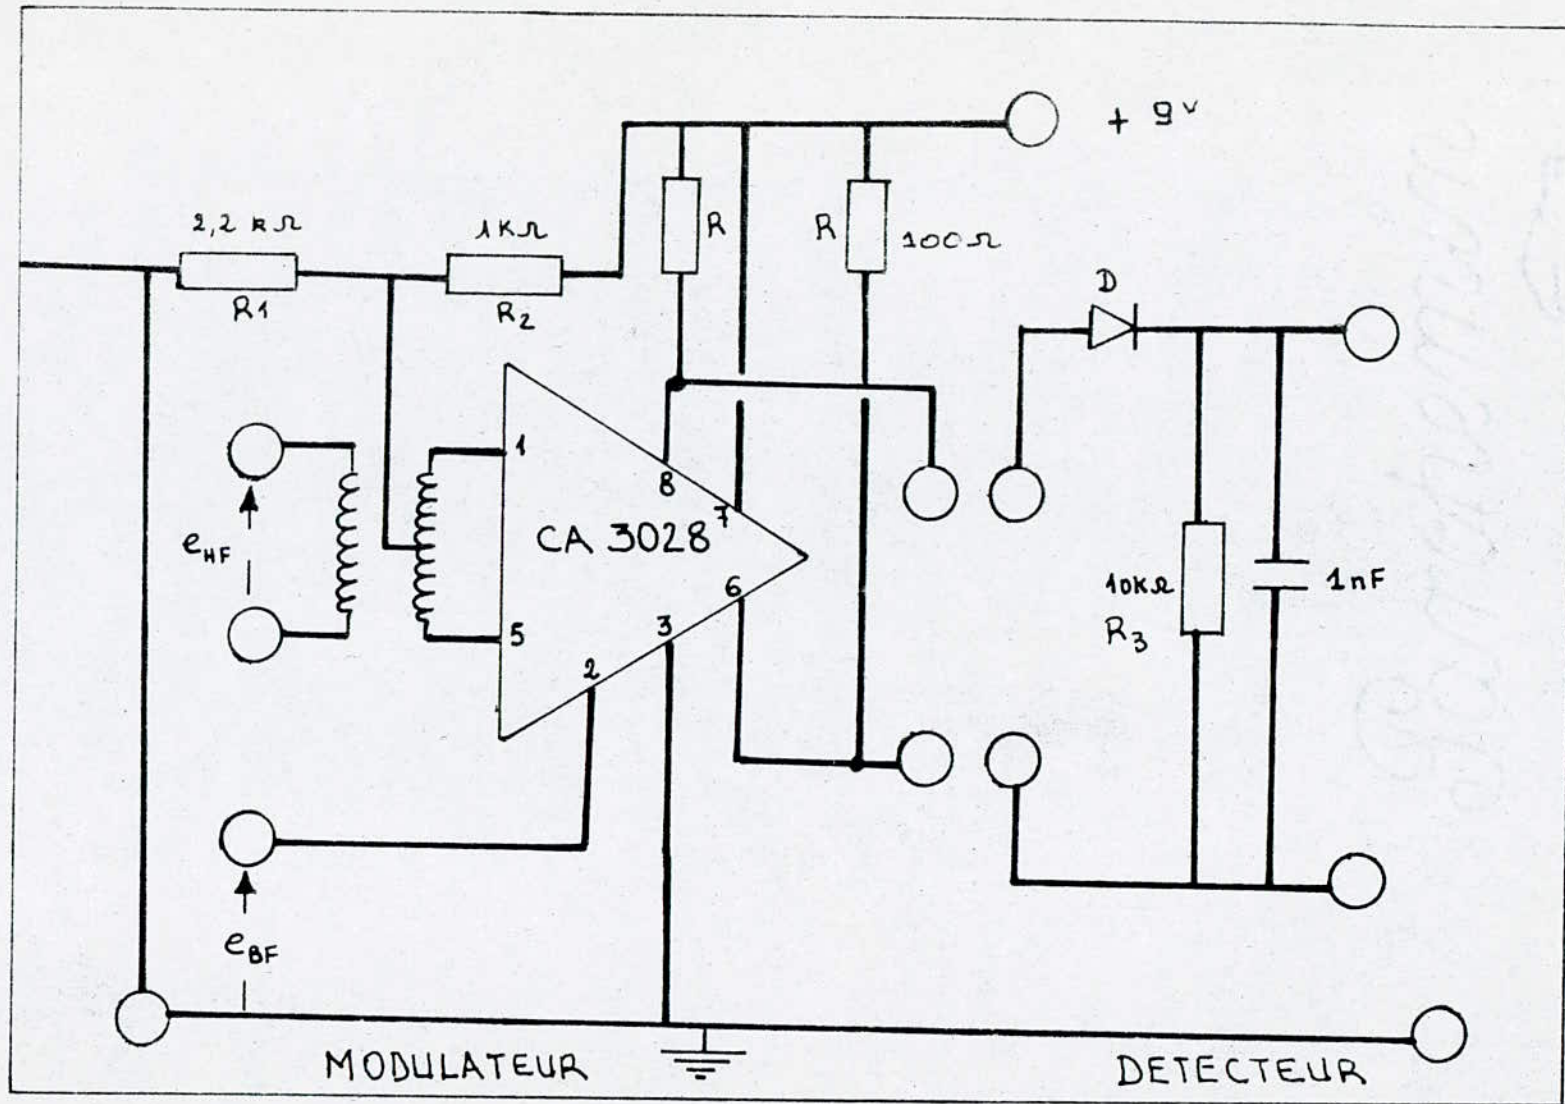 + 9v
2,2 kΩ
1KΩ
R
R
100Ω
R1
R2
D
1
8
7
CA 3028
eHF
6
10KΩ
1nF
5
3
R3
2
eBF
MODULATEUR
DETECTEUR